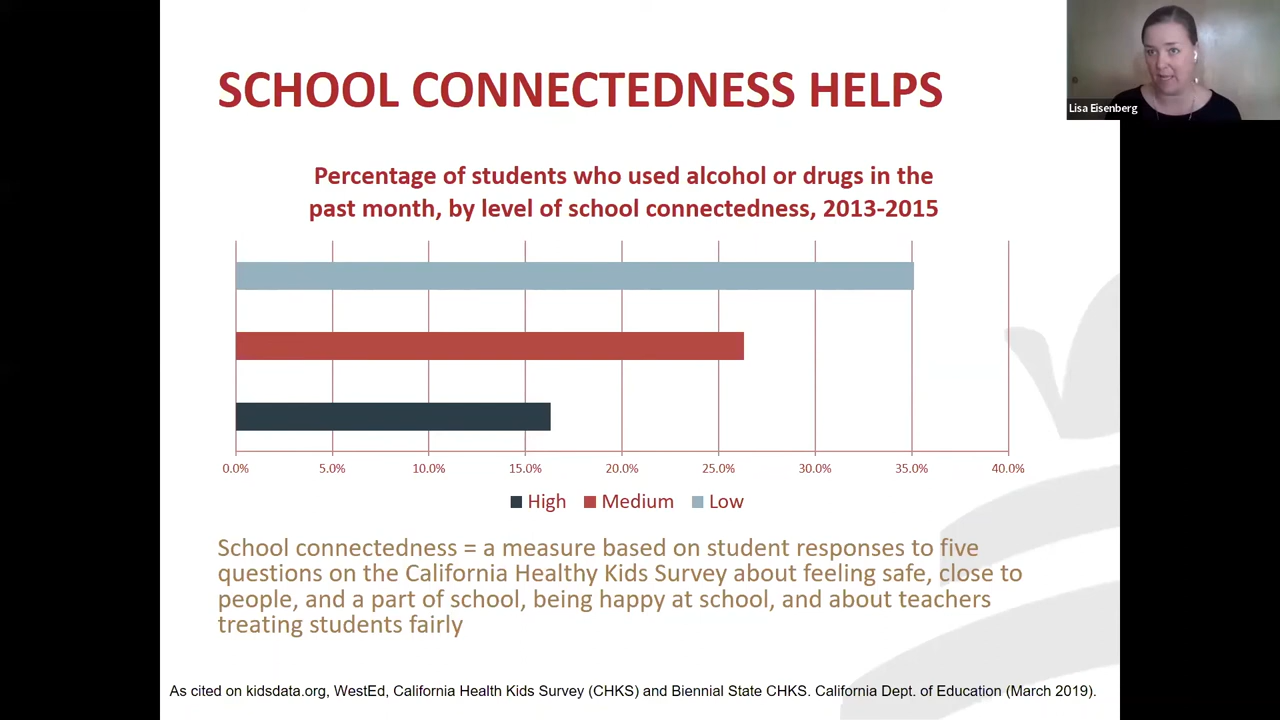 SCHOOL CONNECTEDNESS HELPS
Lisa Eisenberg
Percentage of students who used alcohol or drugs in the
past month, by level of school connectedness, 2013-2015
0.0% 5.0% 10.0% 15.0% 20.0% 25.0% 30.0% 35.0% 40.0%
High Medium Low
School connectedness = a measure based on student responses to five
questions on the California Healthy Kids Survey about feeling safe, close to
people, and a part of school, being happy at school, and about teachers
treating students fairly
As cited on kidsdata.org, WestEd, California Health Kids Survey (CHKS) and Biennial State CHKS. California Dept. of Education (March 2019).